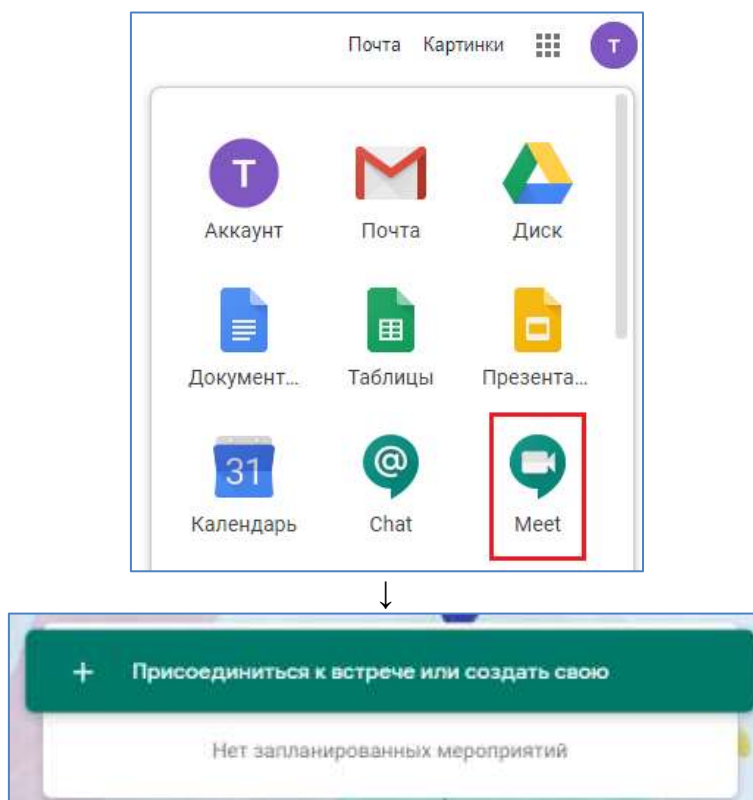 Почта Картинки T
T
Аккаунт Почта Диск
Документ... Таблицы Презента...
31 @
Календарь Chat Meet
↓
+ Присоединиться к встрече или создать свою
Нет запланированных мероприятий